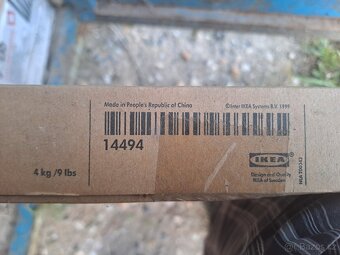 Made in People's Republic of China
©Inter IKEA Systems B.V. 1999
14494
4 kg /9 lbs
IKEA
Design and Quality
IKEA of Sweden